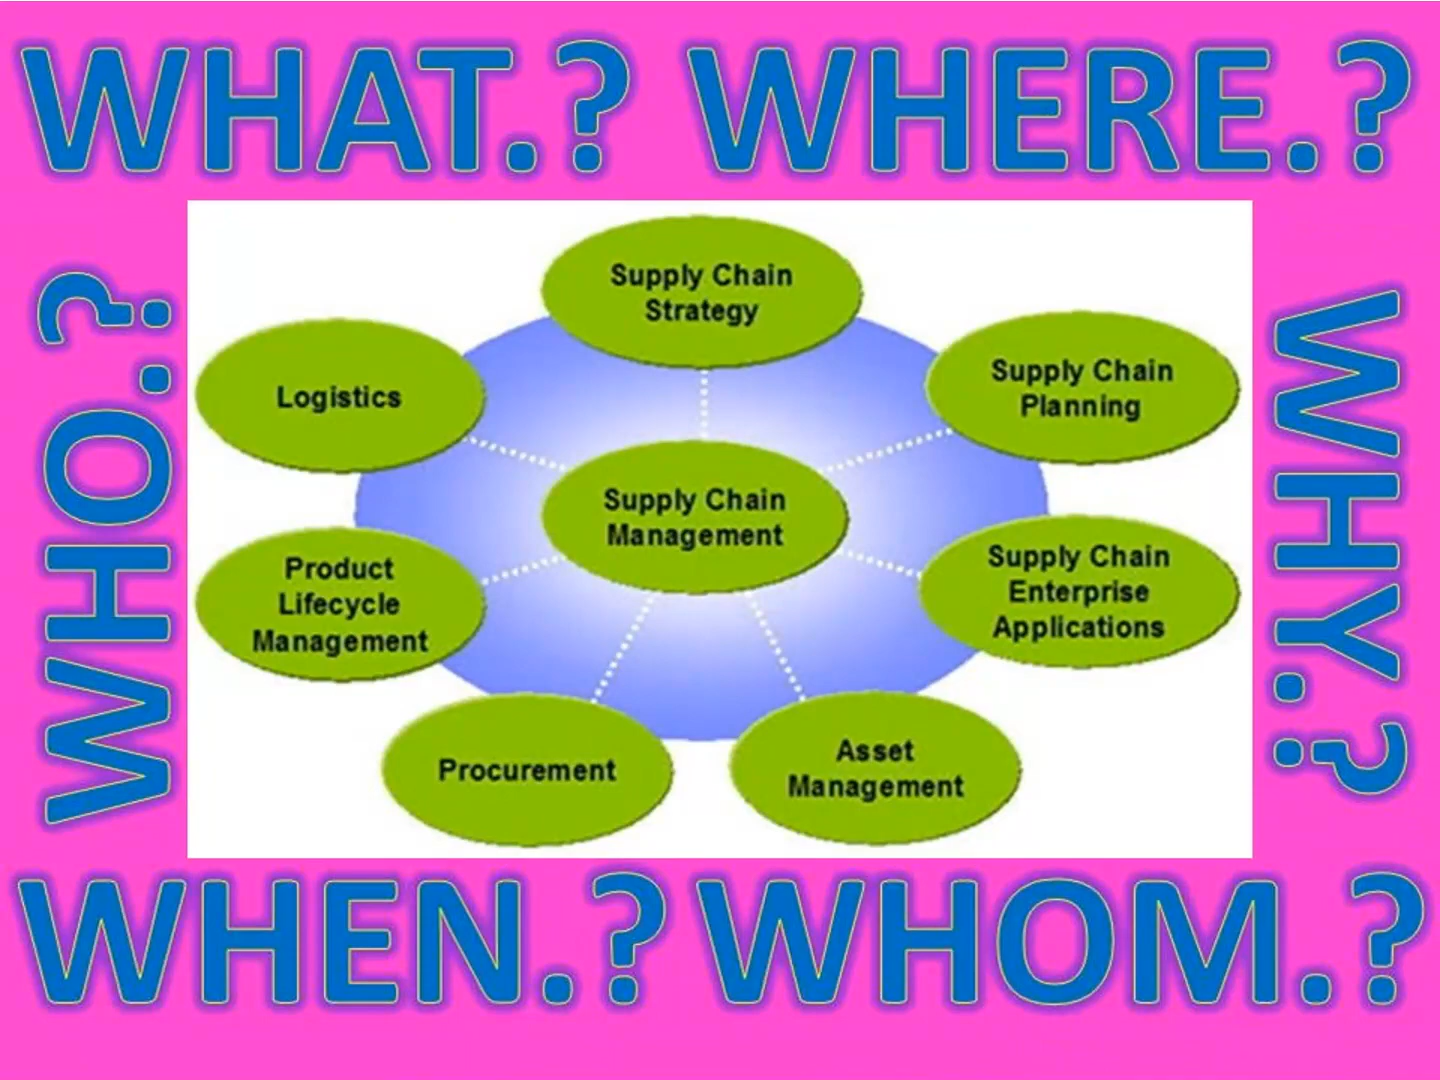 WHAT.? WHERE.?
WHO.?
Supply Chain
Strategy
Logistics
Supply Chain
Planning
Supply Chain
Management
Product
Lifecycle
Management
Supply Chain
Enterprise
Applications
Procurement
Asset
Management
WHY.?
WHEN.? WHOM.?